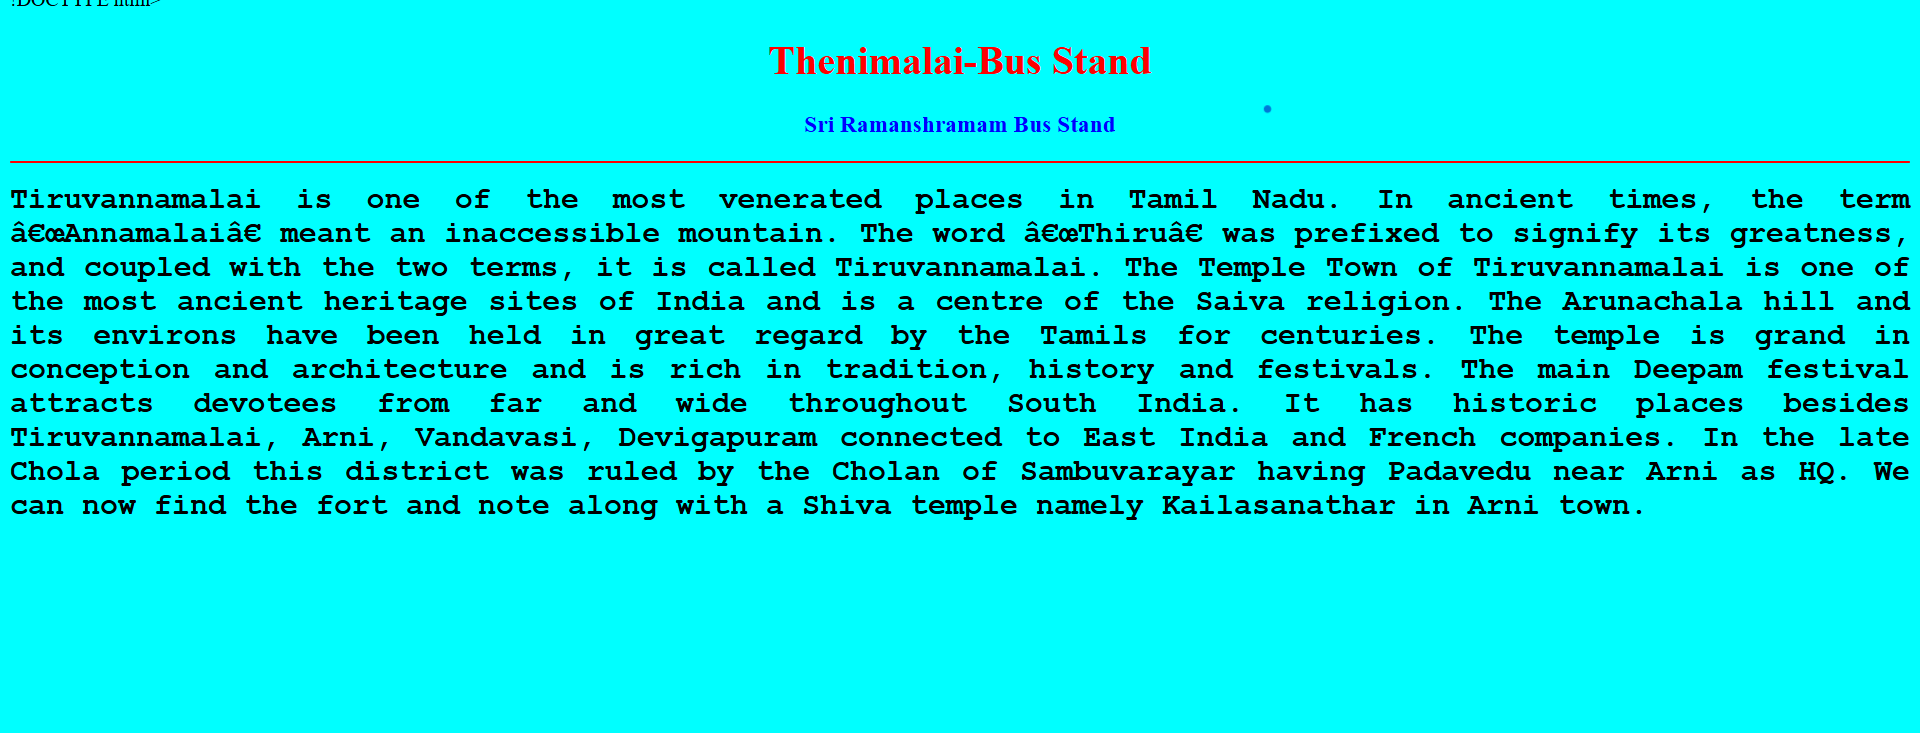 !DOCTYPE html>
Thenimalai-Bus Stand
Sri Ramanshramam Bus Stand
Tiruvannamalai is one of the most venerated places in Tamil Nadu. In ancient times, the term
â€œAnnamalaiâ€ meant an inaccessible mountain. The word â€œThiruâ€ was prefixed to signify its greatness,
and coupled with the two terms, it is called Tiruvannamalai. The Temple Town of Tiruvannamalai is one of
the most ancient heritage sites of India and is a centre of the Saiva religion. The Arunachala hill and
its environs have been held in great regard by the Tamils for centuries. The temple is grand in
conception and architecture and is rich in tradition, history and festivals. The main Deepam festival
attracts devotees from far and wide throughout South India. It has historic places besides
Tiruvannamalai, Arni, Vandavasi, Devigapuram connected to East India and French companies. In the late
Chola period this district was ruled by the Cholan of Sambuvarayar having Padavedu near Arni as HQ. We
can now find the fort and note along with a Shiva temple namely Kailasanathar in Arni town.